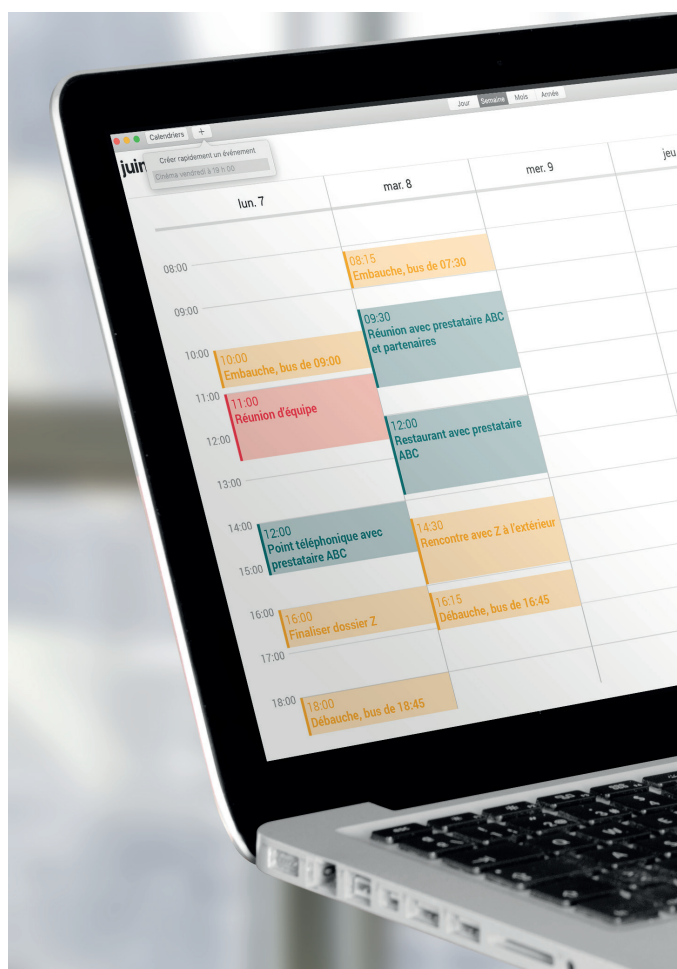 Jour Semaine Mois Année
Calendriers +
Créer rapidement un événement
Cinéma vendredi à 19 h 00
juin
lun. 7
mar. 8
mer. 9
jeu
08:00
09:00
10:00
11:00
12:00
13:00
14:00
15:00
16:00
17:00
18:00
10:00
Embauche, bus de 09:00
11:00
Réunion d'équipe
12:00
Point téléphonique avec
prestataire ABC
16:00
Finaliser dossier Z
18:00
Débauche, bus de 18:45
08:15
Embauche, bus de 07:30
09:30
Réunion avec prestataire ABC
et partenaires
12:00
Restaurant avec prestataire
ABC
14:30
Rencontre avec Z à l'extérieur
16:15
Débauche, bus de 16:45